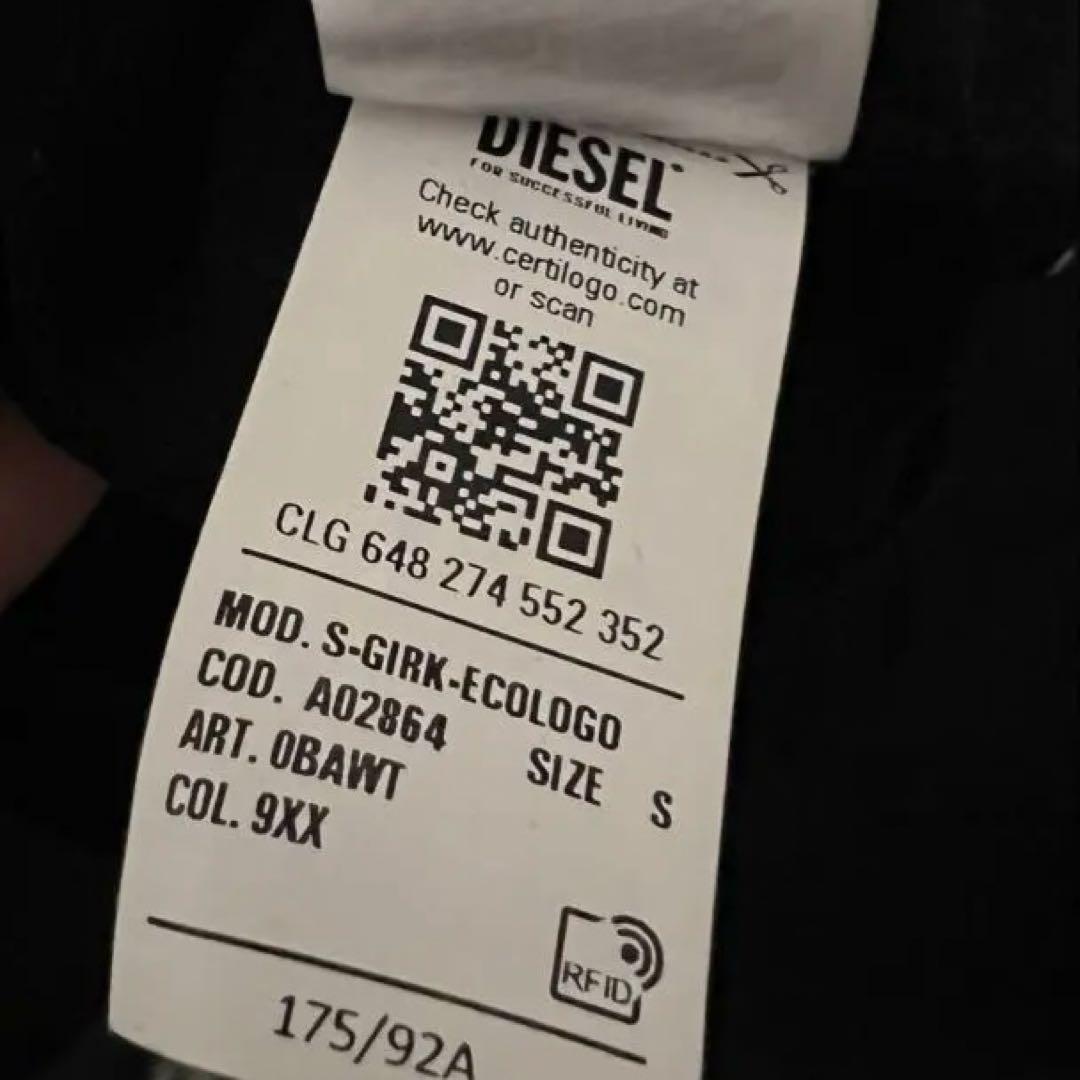 DIESEL
FOR SUCCESSFUL LIVING
Check authenticity at
www.certilogo.com
or scan
CLG 648 274 552 352
MOD. S-GIRK-ECOLOGO
COD. A02864 SIZE S
ART. 0BAWT
COL. 9XX
RFID
175/92A